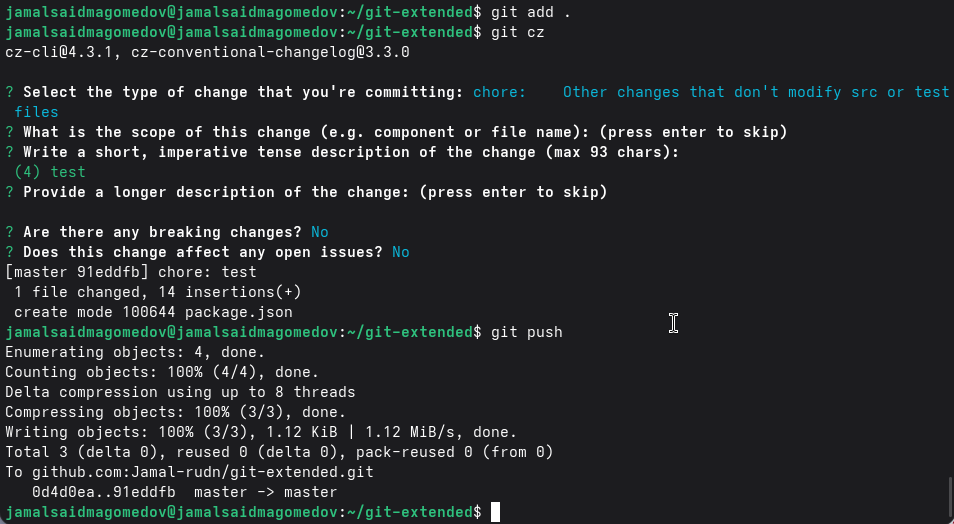 jamalsaidmagomedov@jamalsaidmagomedov:~/git-extended$ git add .
jamalsaidmagomedov@jamalsaidmagomedov:~/git-extended$ git cz
cz-cli@4.3.1, cz-conventional-changelog@3.3.0
? Select the type of change that you're committing: chore:    Other changes that don't modify src or test
 files
? What is the scope of this change (e.g. component or file name): (press enter to skip)
? Write a short, imperative tense description of the change (max 93 chars):
 (4) test
? Provide a longer description of the change: (press enter to skip)
? Are there any breaking changes? No
? Does this change affect any open issues? No
[master 91eddfb] chore: test
 1 file changed, 14 insertions(+)
 create mode 100644 package.json
jamalsaidmagomedov@jamalsaidmagomedov:~/git-extended$ git push
Enumerating objects: 4, done.
Counting objects: 100% (4/4), done.
Delta compression using up to 8 threads
Compressing objects: 100% (3/3), done.
Writing objects: 100% (3/3), 1.12 KiB | 1.12 MiB/s, done.
Total 3 (delta 0), reused 0 (delta 0), pack-reused 0 (from 0)
To github.com:Jamal-rudn/git-extended.git
   0d4d0ea..91eddfb  master -> master
jamalsaidmagomedov@jamalsaidmagomedov:~/git-extended$